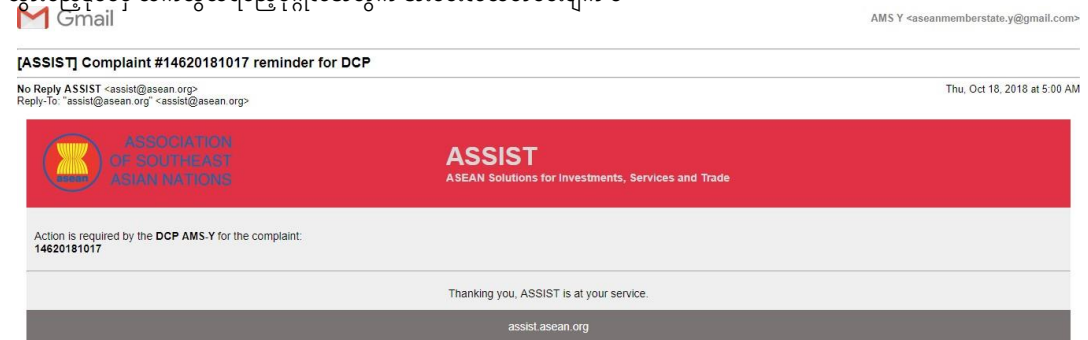 Gmail
AMS Y <aseanmemberstate.y@gmail.com>
[ASSIST] Complaint #14620181017 reminder for DCP
No Reply ASSIST <assist@asean.org>
Reply-To: "assist@asean.org" <assist@asean.org>
Thu, Oct 18, 2018 at 5:00 AM
asean
ASSOCIATION
OF SOUTHEAST
ASIAN NATIONS
ASSIST
ASEAN Solutions for Investments, Services and Trade
Action is required by the DCP AMS-Y for the complaint:
14620181017
Thanking you, ASSIST is at your service.
assist.asean.org